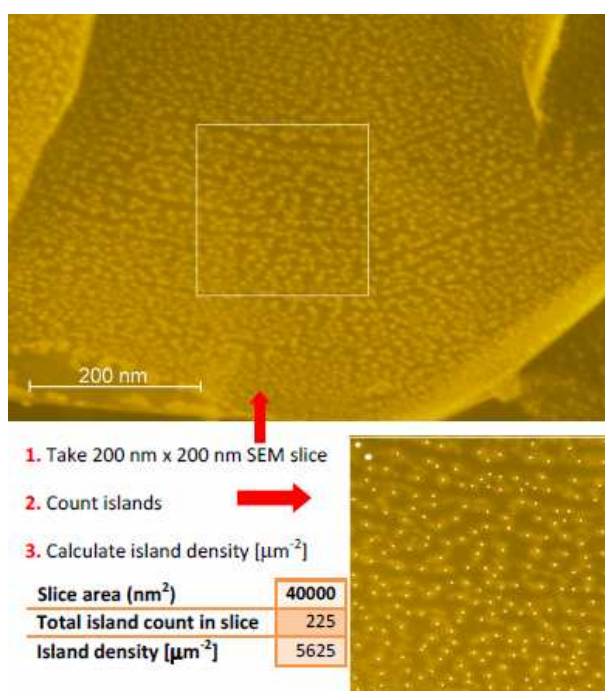 200 nm
1. Take 200 nm x 200 nm SEM slice
2. Count islands
3. Calculate island density [μm⁻²]
Slice area (nm²) 40000
Total island count in slice 225
Island density [μm⁻²] 5625